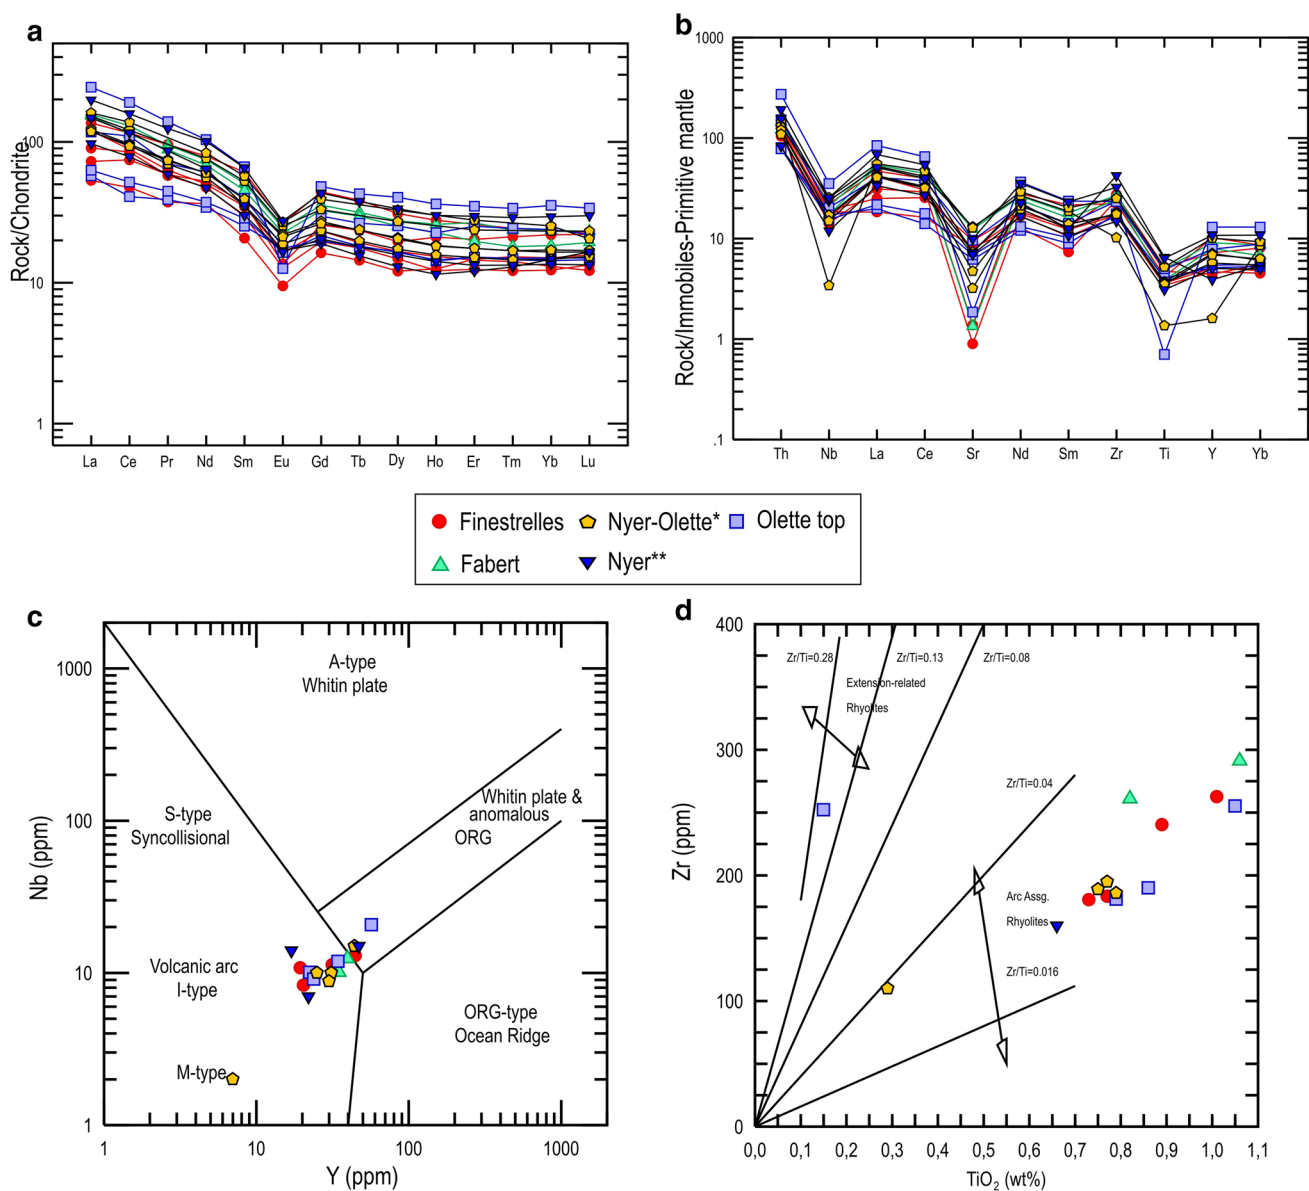 a
Rock/Chondrite
100
10
1
La Ce Pr Nd Sm Eu Gd Tb Dy Ho Er Tm Yb Lu
b
Rock/Immobiles-Primitive mantle
1000
100
10
1
.1
Th Nb La Ce Sr Nd Sm Zr Ti Y Yb
Finestrelles Nyer-Olette* Olette top
Fabert Nyer**
c
Nb (ppm)
1000
100
10
1
A-type
Whitin plate
Whitin plate &
anomalous
ORG
S-type
Syncollisional
Volcanic arc
I-type
ORG-type
Ocean Ridge
M-type
1 10 100 1000
Y (ppm)
d
Zr (ppm)
400
300
200
100
0
Zr/Ti=0.28 Zr/Ti=0.13 Zr/Ti=0.08
Extension-related
Rhyolites
Zr/Ti=0.04
Arc Assg.
Rhyolites
Zr/Ti=0.016
0,0 0,1 0,2 0,3 0,4 0,5 0,6 0,7 0,8 0,9 1,0 1,1
TiO2 (wt%)